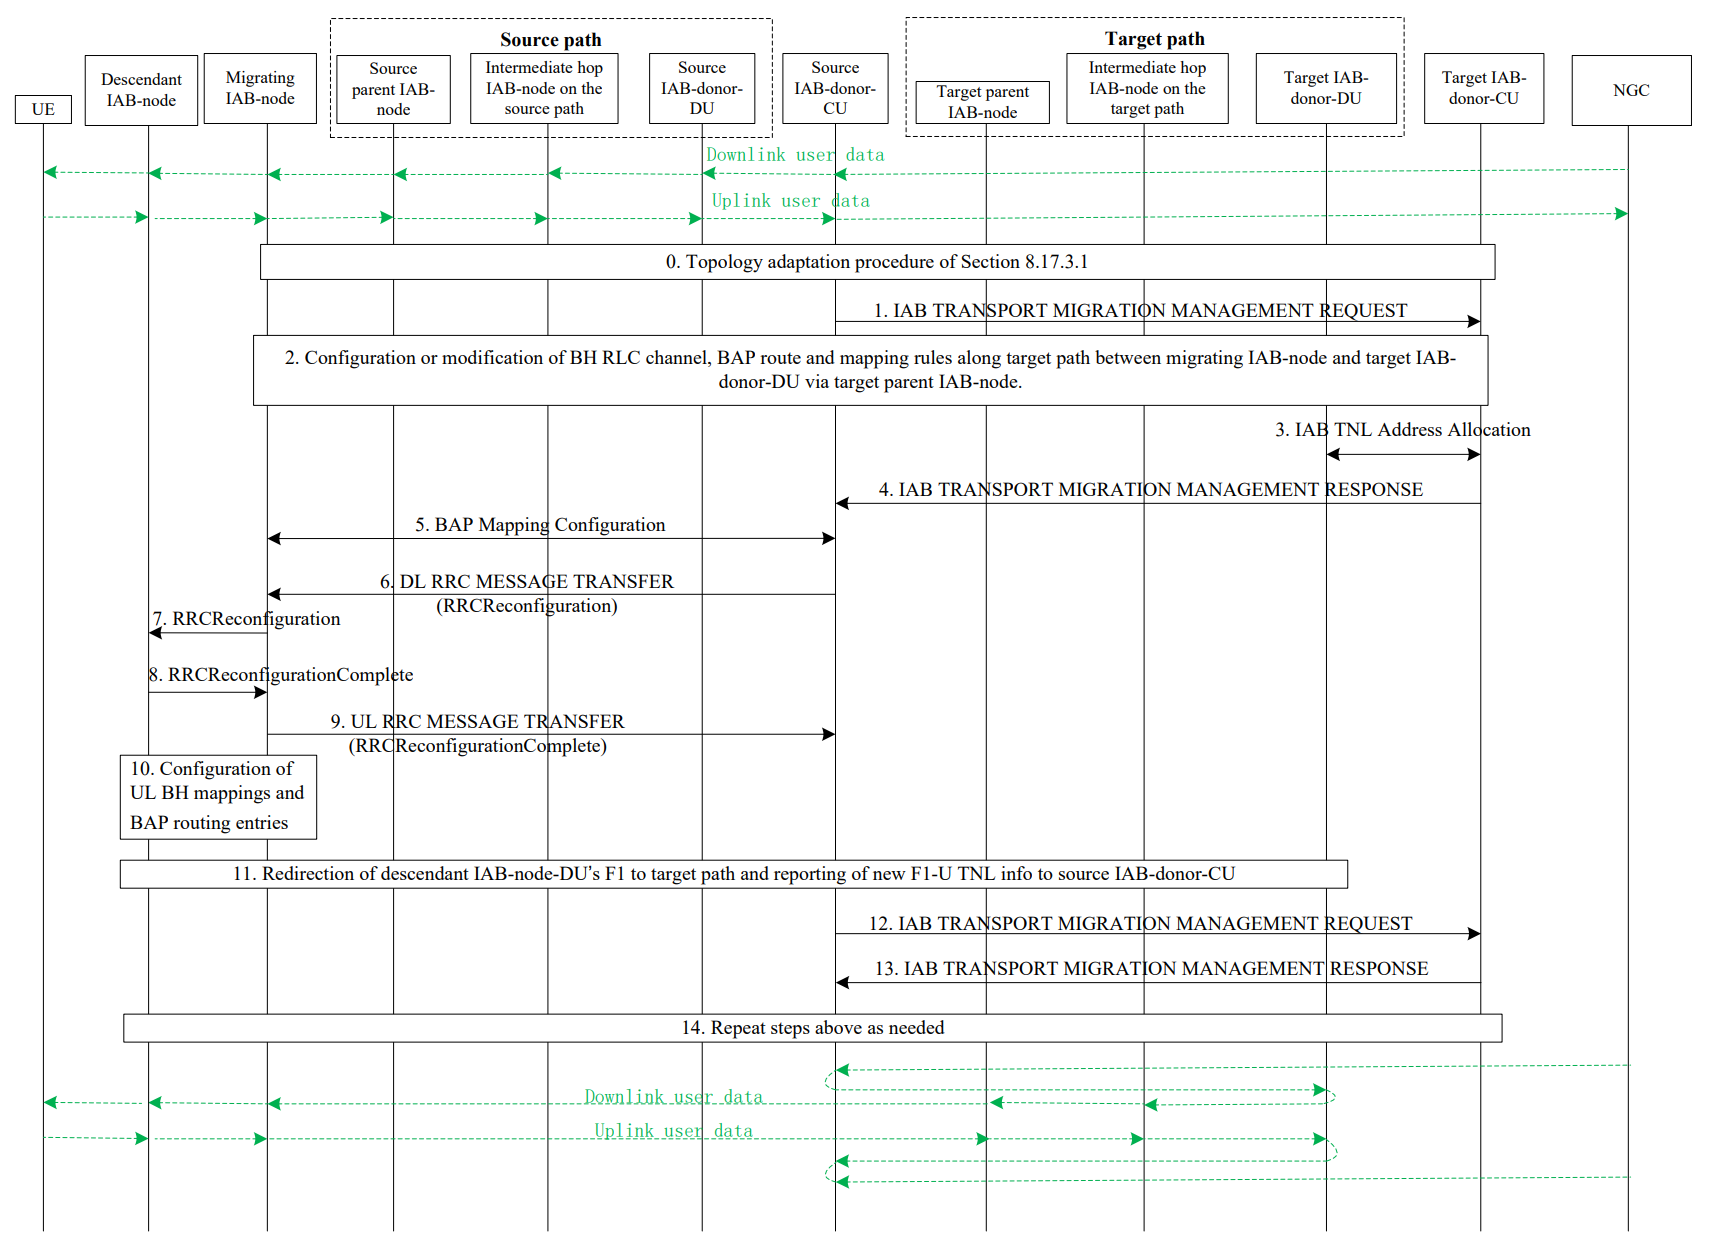 Source path
Target path
UE
Descendant
IAB-node
Migrating
IAB-node
Source
parent IAB-
node
Intermediate hop
IAB-node on the
source path
Source
IAB-donor-
DU
Source
IAB-donor-
CU
Target parent
IAB-node
Intermediate hop
IAB-node on the
target path
Target IAB-
donor-DU
Target IAB-
donor-CU
NGC
Downlink user data
Uplink user data
0. Topology adaptation procedure of Section 8.17.3.1
1. IAB TRANSPORT MIGRATION MANAGEMENT REQUEST
2. Configuration or modification of BH RLC channel, BAP route and mapping rules along target path between migrating IAB-node and target IAB-
donor-DU via target parent IAB-node.
3. IAB TNL Address Allocation
4. IAB TRANSPORT MIGRATION MANAGEMENT RESPONSE
5. BAP Mapping Configuration
6. DL RRC MESSAGE TRANSFER
(RRCReconfiguration)
7. RRCReconfiguration
8. RRCReconfigurationComplete
9. UL RRC MESSAGE TRANSFER
(RRCReconfigurationComplete)
10. Configuration of
UL BH mappings and
BAP routing entries
11. Redirection of descendant IAB-node-DU’s F1 to target path and reporting of new F1-U TNL info to source IAB-donor-CU
12. IAB TRANSPORT MIGRATION MANAGEMENT REQUEST
13. IAB TRANSPORT MIGRATION MANAGEMENT RESPONSE
14. Repeat steps above as needed
Downlink user data
Uplink user data